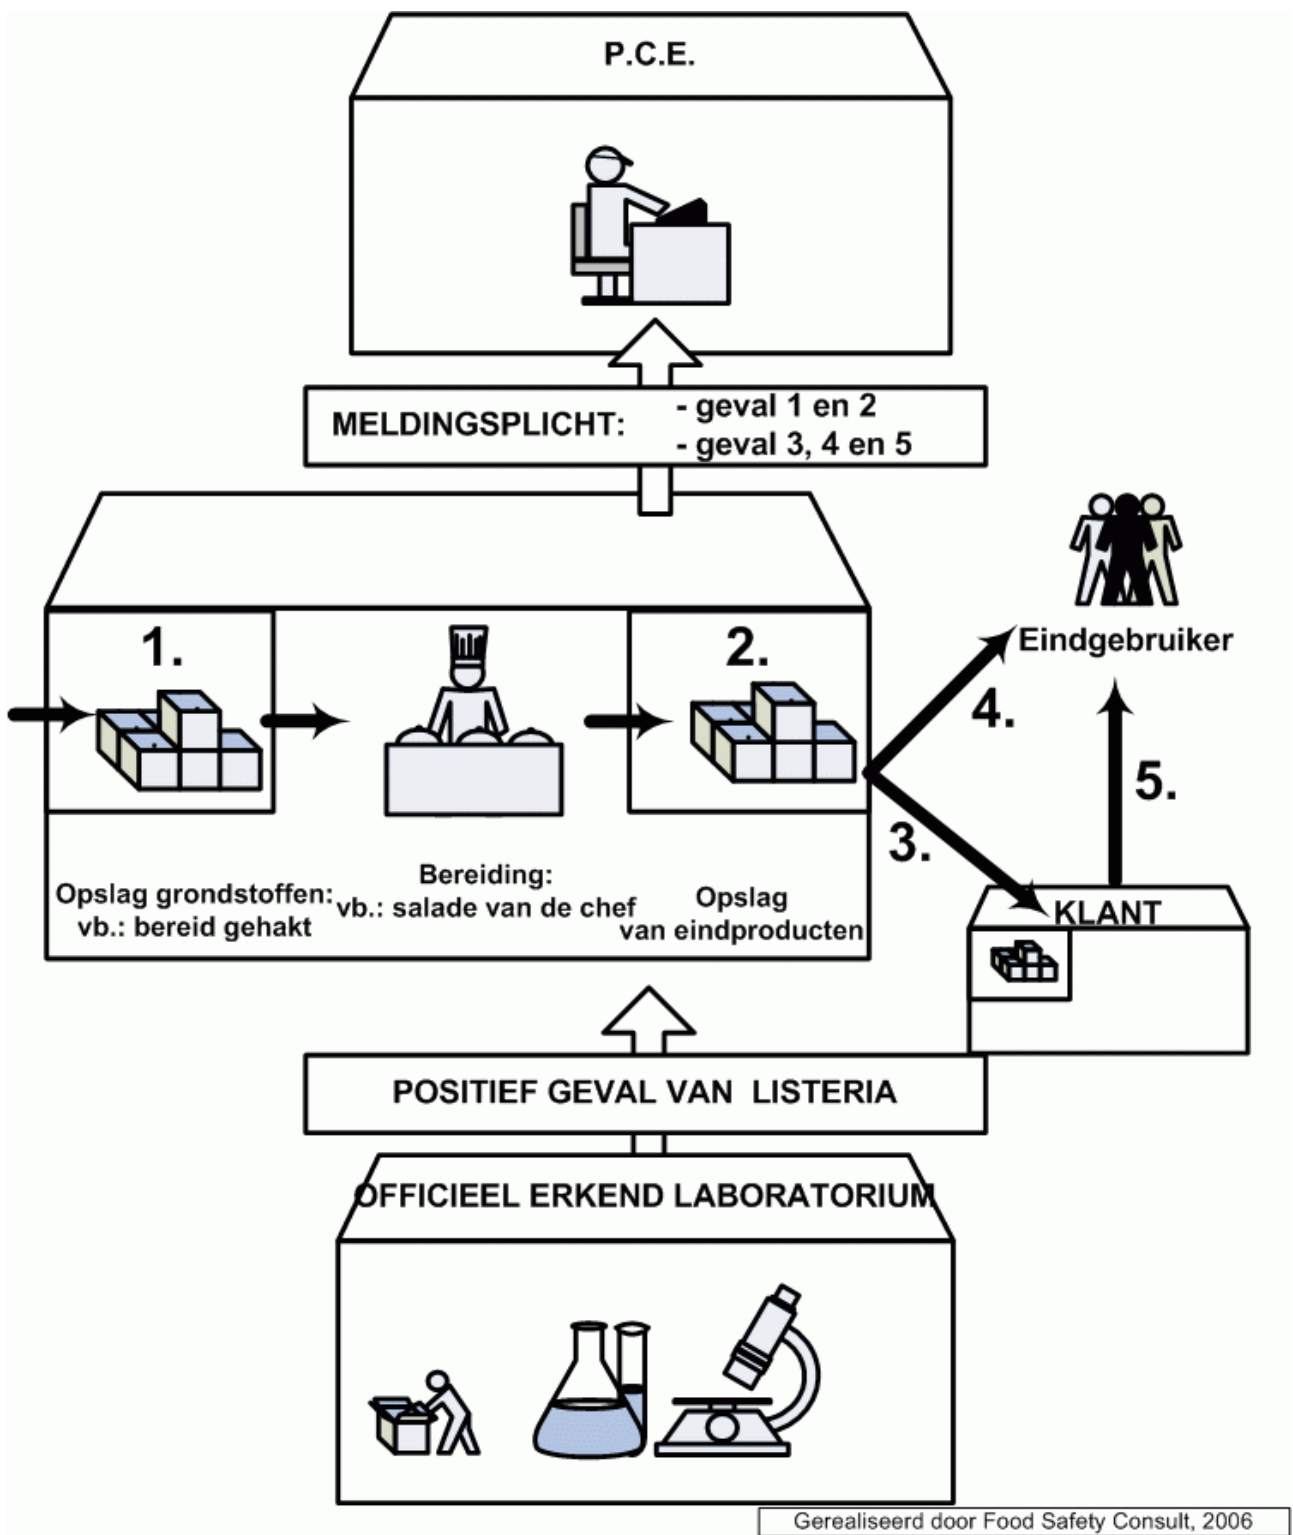 P.C.E.
MELDINGSPLICHT:
- geval 1 en 2
- geval 3, 4 en 5
1.
2.
Eindgebruiker
4.
5.
3.
Opslag grondstoffen:
vb.: bereid gehakt
Bereiding:
vb.: salade van de chef
Opslag
van eindproducten
KLANT
POSITIEF GEVAL VAN LISTERIA
OFFICIEEL ERKEND LABORATORIUM
Gerealiseerd door Food Safety Consult, 2006